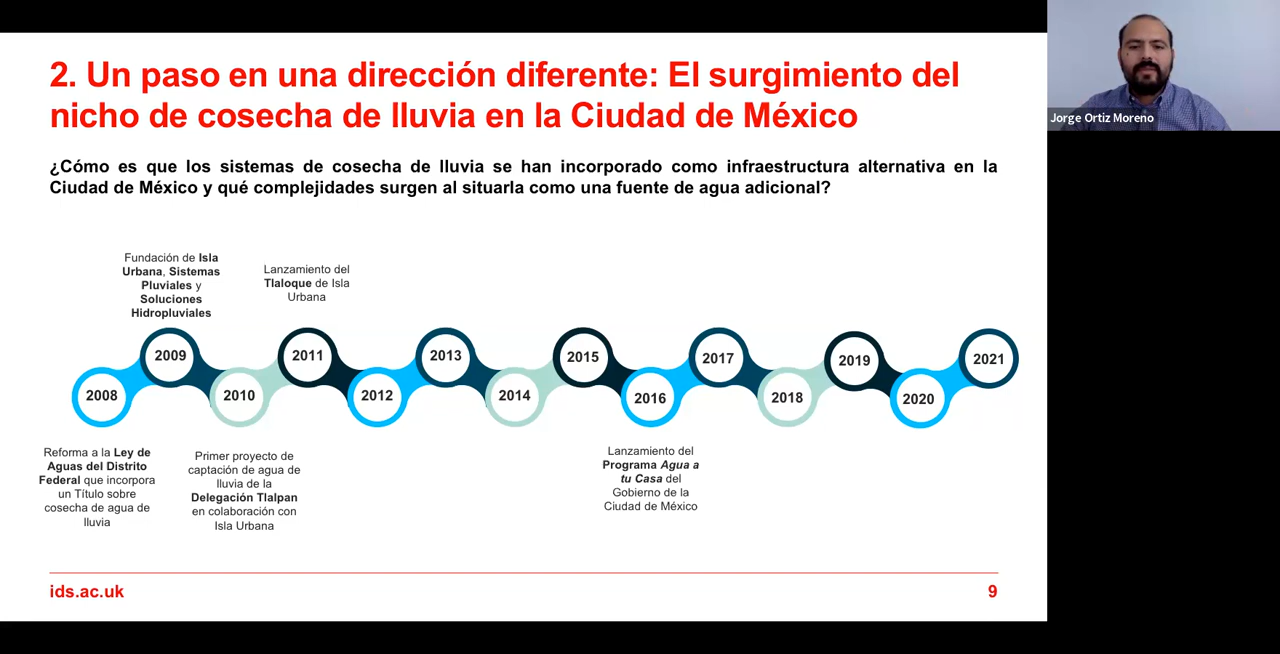 2. Un paso en una dirección diferente: El surgimiento del
nicho de cosecha de lluvia en la Ciudad de México
Jorge Ortiz Moreno
¿Cómo es que los sistemas de cosecha de lluvia se han incorporado como infraestructura alternativa en la
Ciudad de México y qué complejidades surgen al situarla como una fuente de agua adicional?
Fundación de Isla
Urbana, Sistemas
Pluviales y
Soluciones
Hidropluviales
Lanzamiento del
Tlaloque de Isla
Urbana
2008
2009
2010
2011
2012
2013
2014
2015
2016
2017
2018
2019
2020
2021
Reforma a la Ley de
Aguas del Distrito
Federal que incorpora
un Título sobre
cosecha de agua de
lluvia
Primer proyecto de
captación de agua de
lluvia de la
Delegación Tlalpan
en colaboración con
Isla Urbana
Lanzamiento del
Programa Agua a
tu Casa del
Gobierno de la
Ciudad de México
ids.ac.uk
9